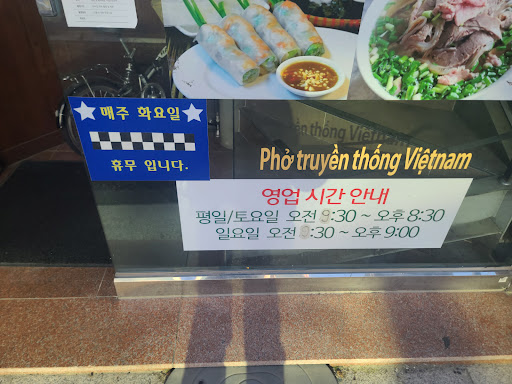 매주 화요일
휴무 입니다.
Phở truyền thống Việtnam
영업 시간 안내
평일/토요일 오전 :30 ~ 오후 8:30
일요일 오전 :30 ~ 오후 9:00